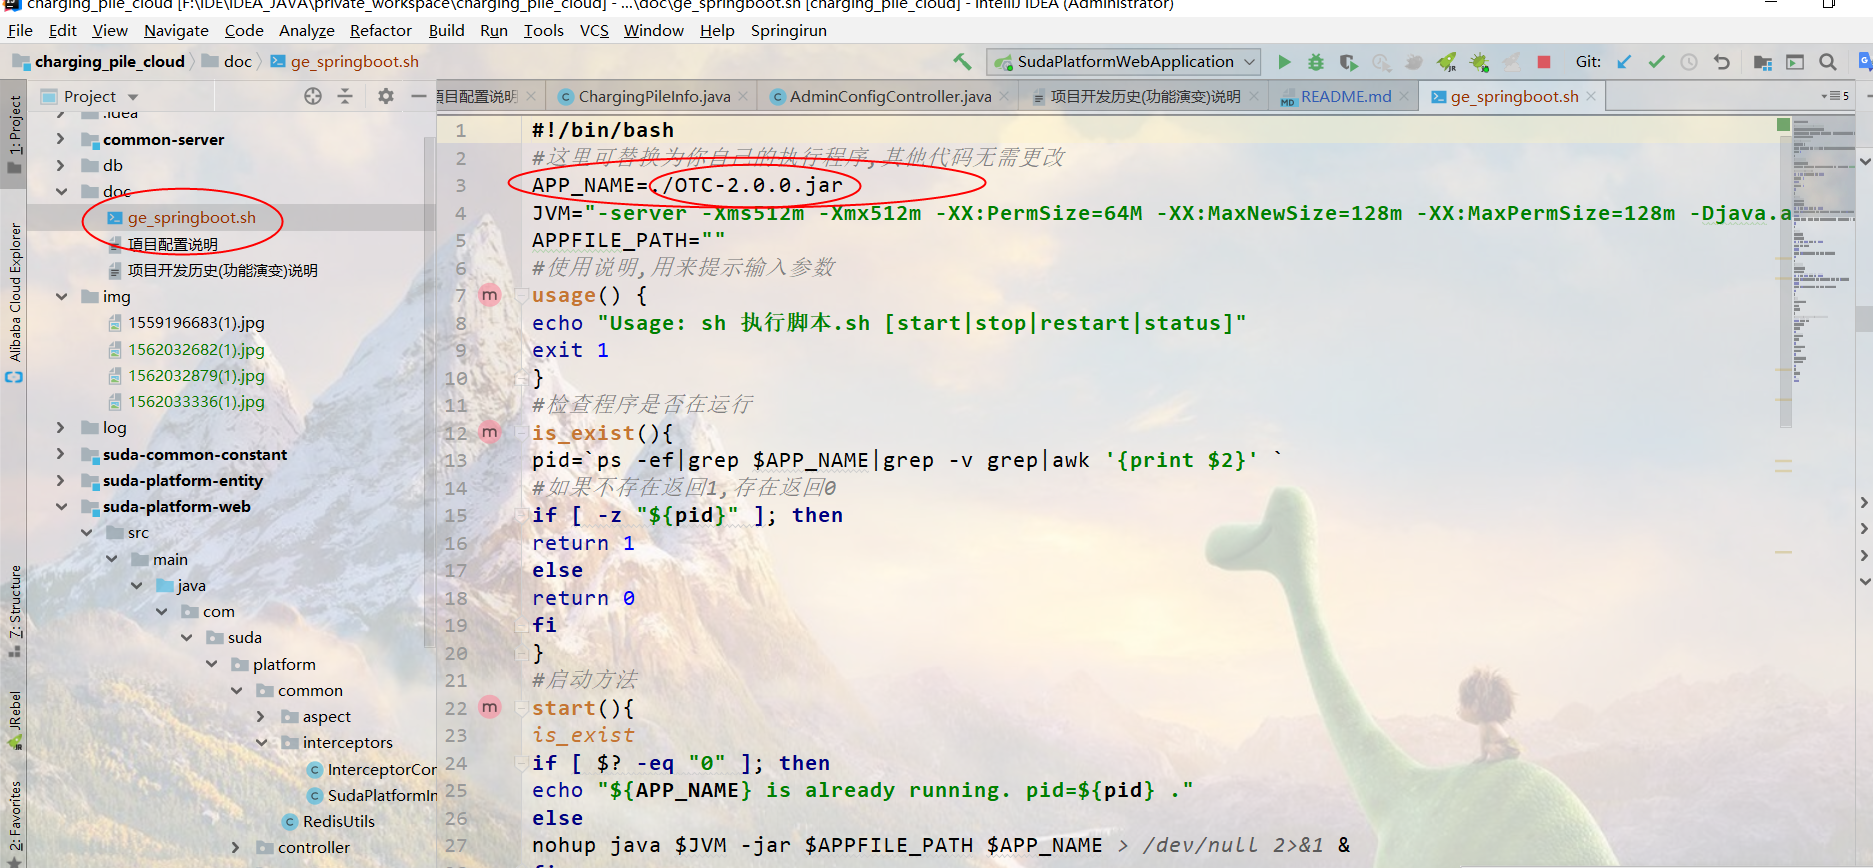 charging_pile_cloud [F:\IDE\IDEA_JAVA\private_workspace\charging_pile_cloud] - ...\doc\ge_springboot.sh [charging_pile_cloud] - IntelliJ IDEA (Administrator)
File Edit View Navigate Code Analyze Refactor Build Run Tools VCS Window Help Springirun
charging_pile_cloud doc ge_springboot.sh SudaPlatformWebApplication Git:
Project
項目配置说明 ChargingPileInfo.java AdminConfigController.java 项目开发历史(功能演变)说明 README.md ge_springboot.sh 5
1: Project
Alibaba Cloud Explorer
7: Structure
JRebel
2: Favorites
.idea
common-server
db
doc
ge_springboot.sh
項目配置说明
项目开发历史(功能演变)说明
img
1559196683(1).jpg
1562032682(1).jpg
1562032879(1).jpg
1562033336(1).jpg
log
suda-common-constant
suda-platform-entity
suda-platform-web
src
main
java
com
suda
platform
common
aspect
interceptors
InterceptorCor
SudaPlatformIn
RedisUtils
controller
1 #!/bin/bash
2 #这里可替换为你自己的执行程序,其他代码无需更改
3 APP_NAME=./OTC-2.0.0.jar
4 JVM="-server -Xms512m -Xmx512m -XX:PermSize=64M -XX:MaxNewSize=128m -XX:MaxPermSize=128m -Djava.a
5 APPFILE_PATH=""
6 #使用说明,用来提示输入参数
7 usage() {
8 echo "Usage: sh 执行脚本.sh [start|stop|restart|status]"
9 exit 1
10 }
11 #检查程序是否在运行
12 is_exist(){
13 pid=`ps -ef|grep $APP_NAME|grep -v grep|awk '{print $2}' `
14 #如果不存在返回1,存在返回0
15 if [ -z "${pid}" ]; then
16 return 1
17 else
18 return 0
19 fi
20 }
21 #启动方法
22 start(){
23 is_exist
24 if [ $? -eq "0" ]; then
25 echo "${APP_NAME} is already running. pid=${pid} ."
26 else
27 nohup java $JVM -jar $APPFILE_PATH $APP_NAME > /dev/null 2>&1 &
fi